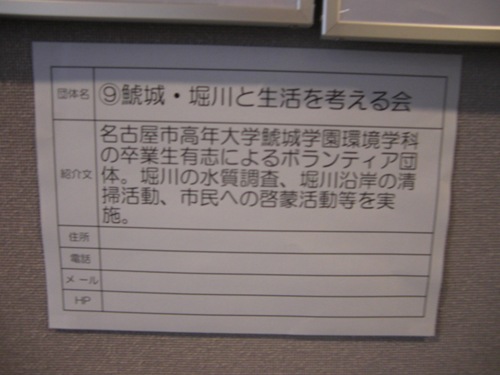 団体名 ⑨鯱城・堀川と生活を考える会
紹介文
名古屋市高年大学鯱城学園環境学科
の卒業生有志によるボランティア団
体。堀川の水質調査、堀川沿岸の清
掃活動、市民への啓蒙活動等を実
施。
住所
電話
メール
HP